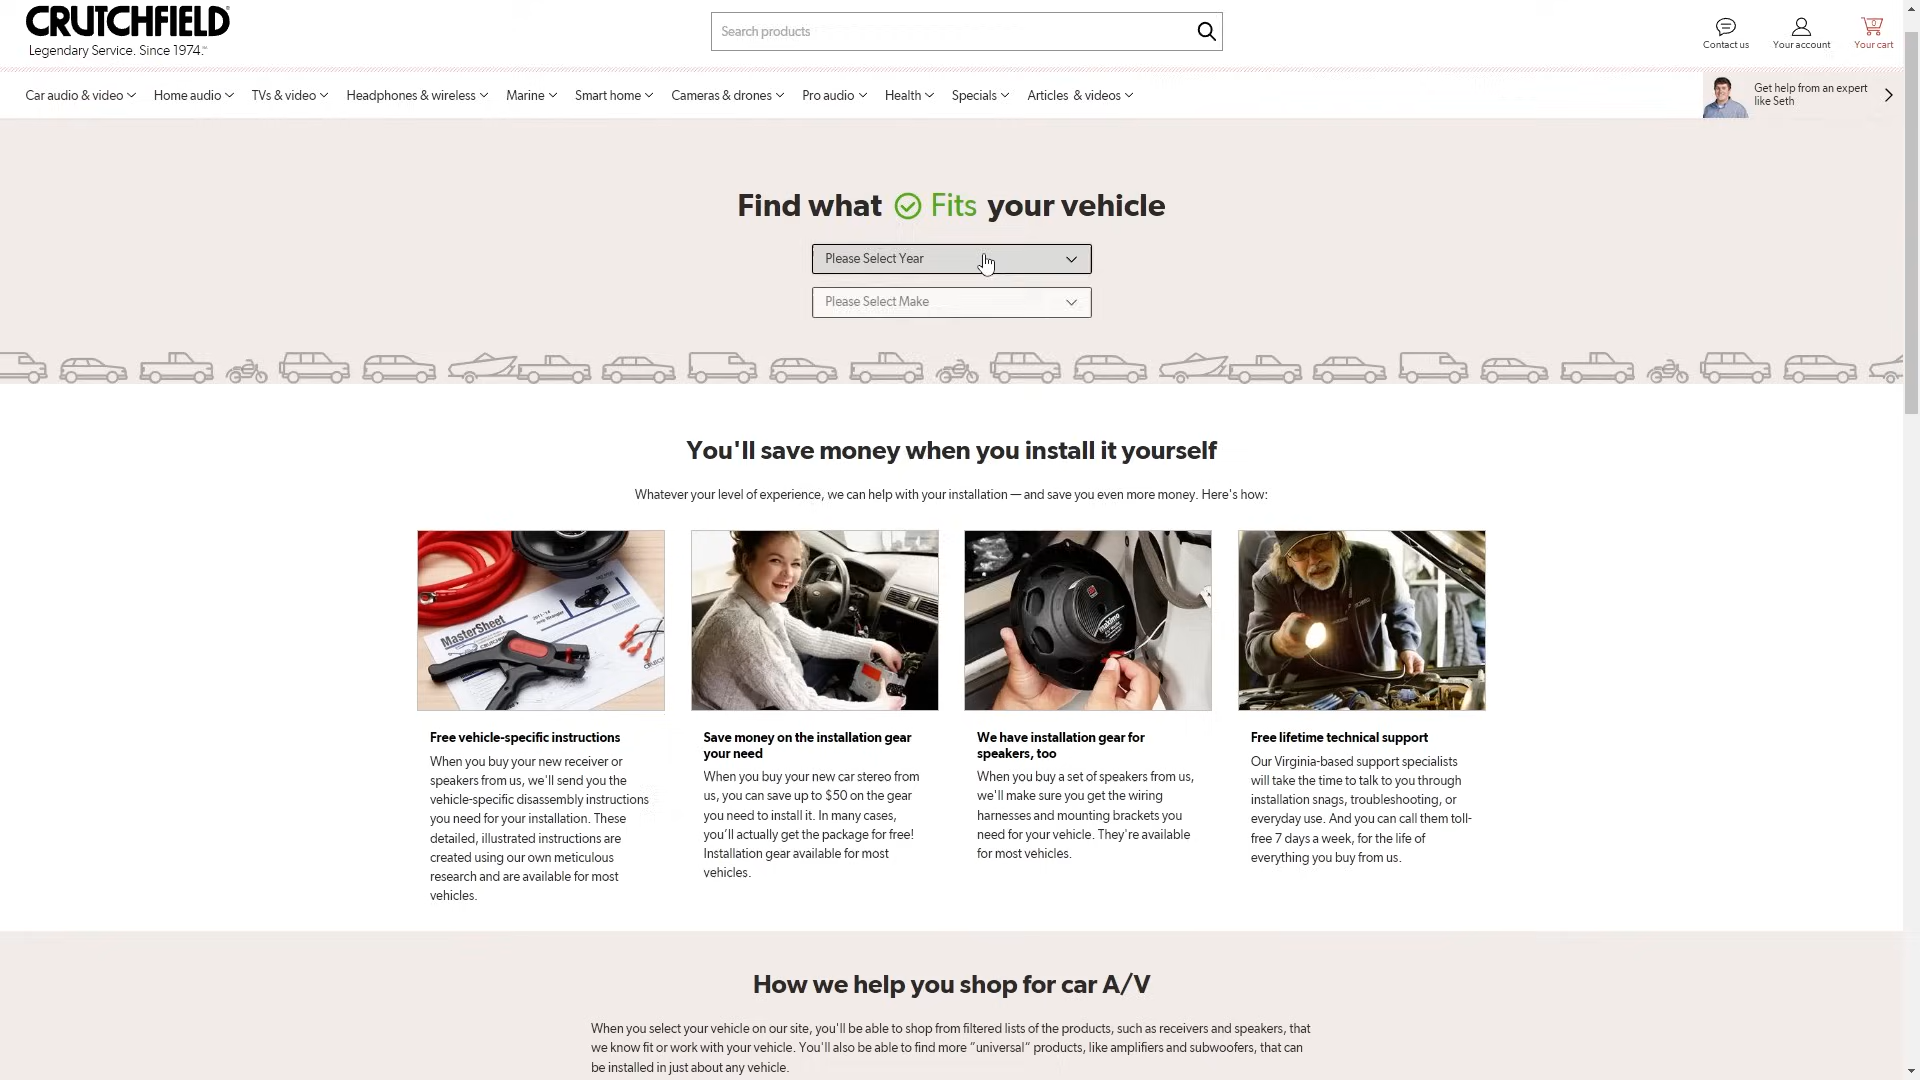 CRUTCHFIELD
Legendary Service. Since 1974.
Search products
Contact us
Your account
0
Your cart
Car audio & video
Home audio
TVs & video
Headphones & wireless
Marine
Smart home
Cameras & drones
Pro audio
Health
Specials
Articles & videos
Get help from an expert
like Seth
Find what Fits your vehicle
Please Select Year
Please Select Make
You'll save money when you install it yourself
Whatever your level of experience, we can help with your installation — and save you even more money. Here's how:
MasterSheet
Free vehicle-specific instructions
When you buy your new receiver or
speakers from us, we'll send you the
vehicle-specific disassembly instructions
you need for your installation. These
detailed, illustrated instructions are
created using our own meticulous
research and are available for most
vehicles.
Save money on the installation gear
your need
When you buy your new car stereo from
us, you can save up to $50 on the gear
you need to install it. In many cases,
you’ll actually get the package for free!
Installation gear available for most
vehicles.
We have installation gear for
speakers, too
When you buy a set of speakers from us,
we'll make sure you get the wiring
harnesses and mounting brackets you
need for your vehicle. They're available
for most vehicles.
Free lifetime technical support
Our Virginia-based support specialists
will take the time to talk to you through
installation snags, troubleshooting, or
everyday use. And you can call them toll-
free 7 days a week, for the life of
everything you buy from us.
How we help you shop for car A/V
When you select your vehicle on our site, you'll be able to shop from filtered lists of the products, such as receivers and speakers, that
we know fit or work with your vehicle. You'll also be able to find more “universal” products, like amplifiers and subwoofers, that can
be installed in just about any vehicle.